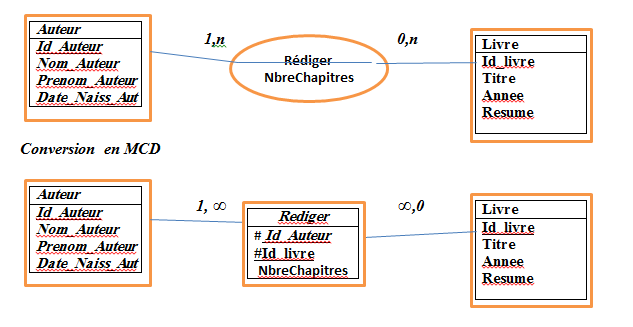 Auteur
Id_Auteur
Nom_Auteur
Prenom_Auteur
Date_Naiss_Aut
1,n
Rédiger
NbreChapitres
0,n
Livre
Id_livre
Titre
Annee
Resume
Conversion en MCD
Auteur
Id_Auteur
Nom_Auteur
Prenom_Auteur
Date_Naiss_Aut
1, ∞
Rediger
# Id_Auteur
#Id_livre
NbreChapitres
∞,0
Livre
Id_livre
Titre
Annee
Resume